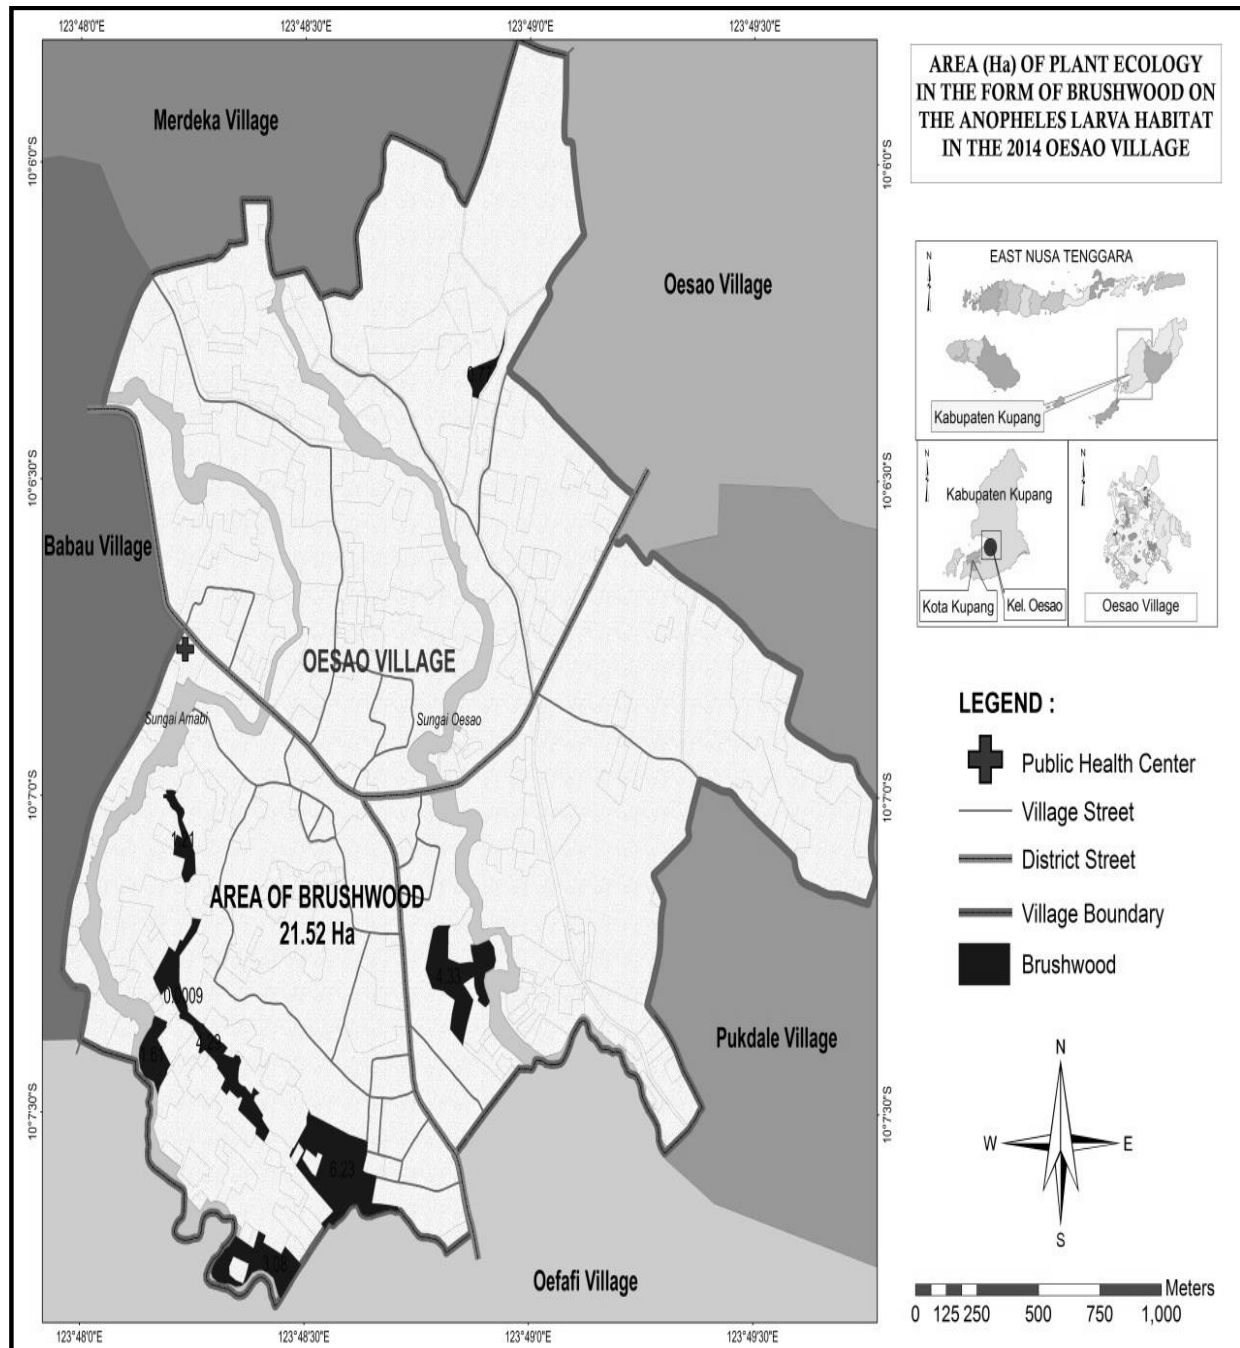 123°48'0"E
123°48'30"E
123°49'0"E
123°49'30"E
AREA (Ha) OF PLANT ECOLOGY
IN THE FORM OF BRUSHWOOD ON
THE ANOPHELES LARVA HABITAT
IN THE 2014 OESAO VILLAGE
Merdeka Village
10°6'0"S
10°6'0"S
Oesao Village
N
S
EAST NUSA TENGGARA
Kabupaten Kupang
10°6'30"S
10°6'30"S
Babau Village
N
Kabupaten Kupang
Kota Kupang
Kel. Oesao
N
Oesao Village
OESAO VILLAGE
Sungai Amabi
Sungai Oesao
LEGEND :
Public Health Center
Village Street
District Street
Village Boundary
Brushwood
10°7'0"S
10°7'0"S
AREA OF BRUSHWOOD
21.52 Ha
4.33
6.23
Pukdale Village
10°7'30"S
10°7'30"S
Oefafi Village
N
W
E
S
Meters
0 125 250 500 750 1,000
123°48'0"E
123°48'30"E
123°49'0"E
123°49'30"E